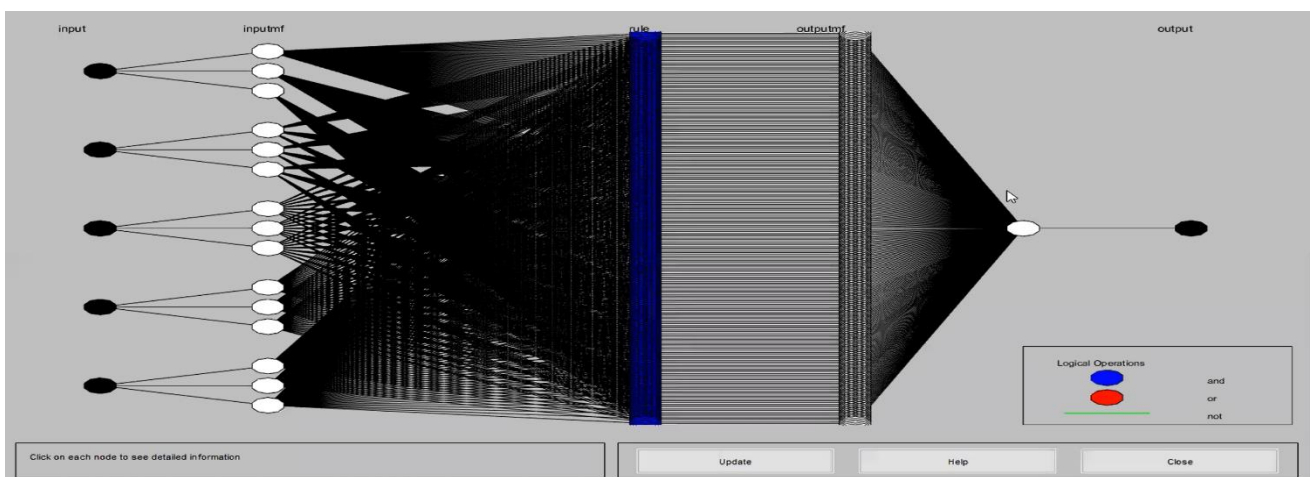 input
inputmf
rule
outputmf
output
Logical Operations
and
or
not
Click on each node to see detailed information
Update
Help
Close